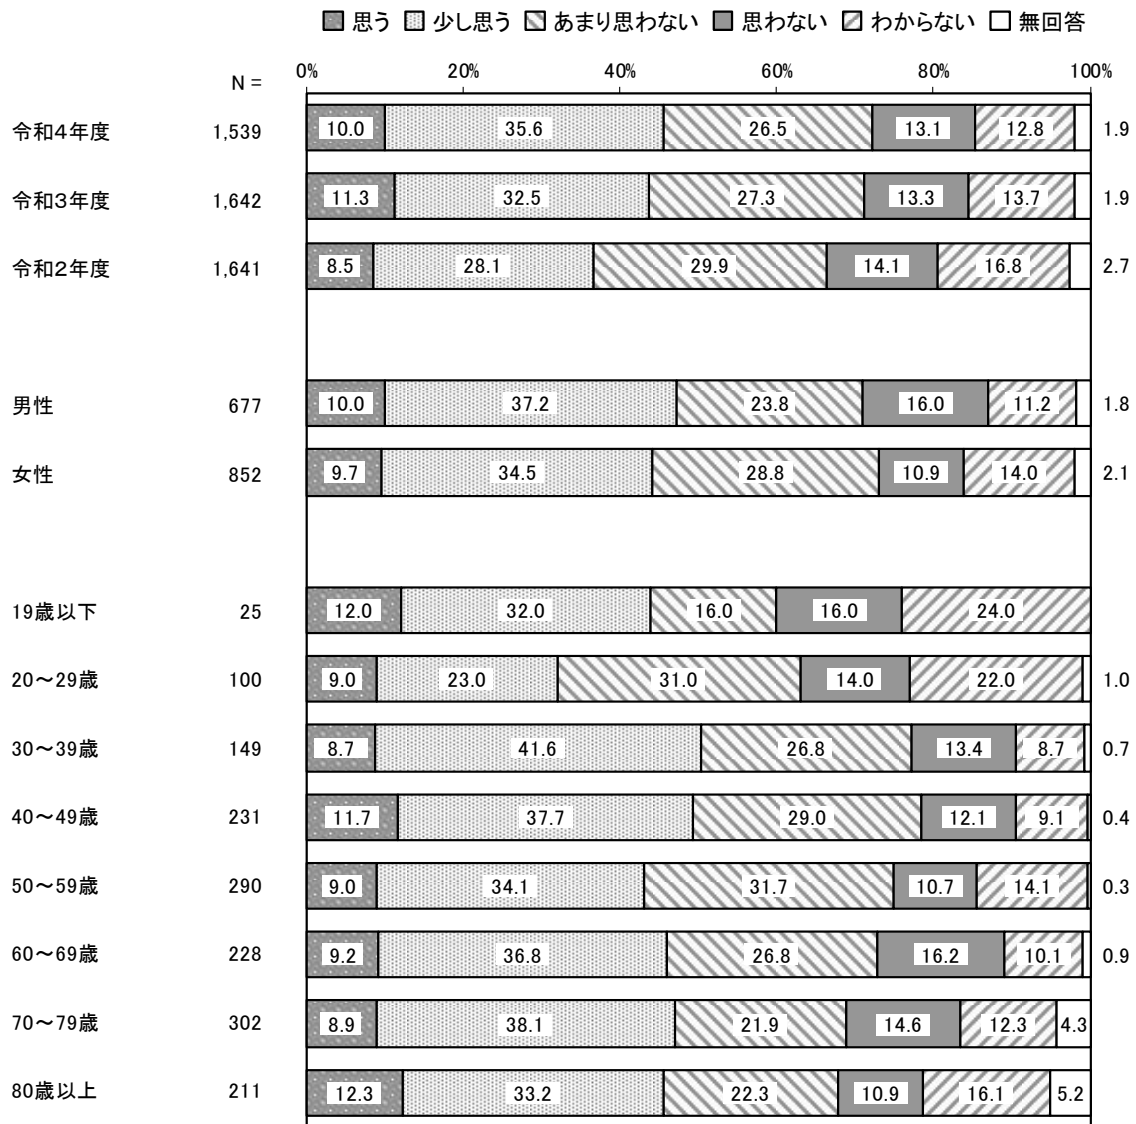 思う 少し思う あまり思わない 思わない わからない 無回答
N = 0% 20% 40% 60% 80% 100%
令和4年度 1,539 10.0 35.6 26.5 13.1 12.8 1.9
令和3年度 1,642 11.3 32.5 27.3 13.3 13.7 1.9
令和2年度 1,641 8.5 28.1 29.9 14.1 16.8 2.7
男性 677 10.0 37.2 23.8 16.0 11.2 1.8
女性 852 9.7 34.5 28.8 10.9 14.0 2.1
19歳以下 25 12.0 32.0 16.0 16.0 24.0
20～29歳 100 9.0 23.0 31.0 14.0 22.0 1.0
30～39歳 149 8.7 41.6 26.8 13.4 8.7 0.7
40～49歳 231 11.7 37.7 29.0 12.1 9.1 0.4
50～59歳 290 9.0 34.1 31.7 10.7 14.1 0.3
60～69歳 228 9.2 36.8 26.8 16.2 10.1 0.9
70～79歳 302 8.9 38.1 21.9 14.6 12.3 4.3
80歳以上 211 12.3 33.2 22.3 10.9 16.1 5.2